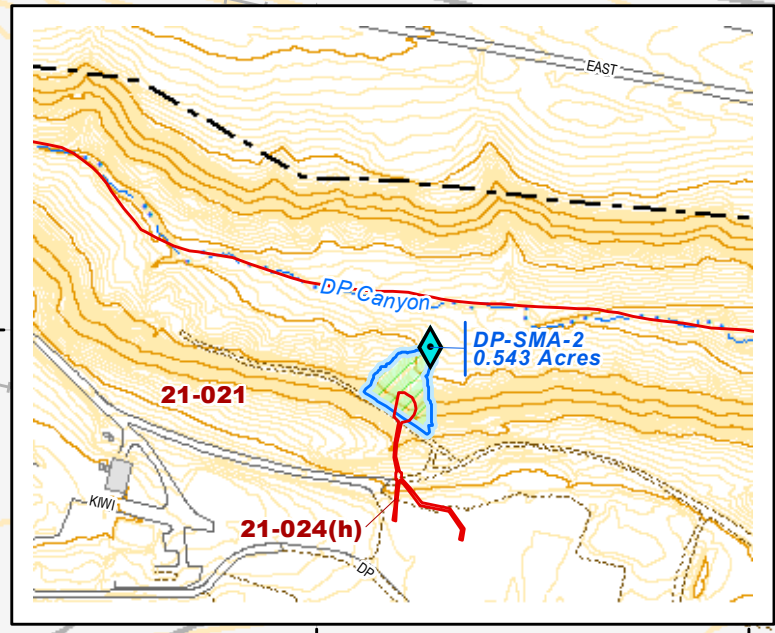 EAST
DP Canyon
DP-SMA-2
0.543 Acres
21-021
KIWI
21-024(h)
DP